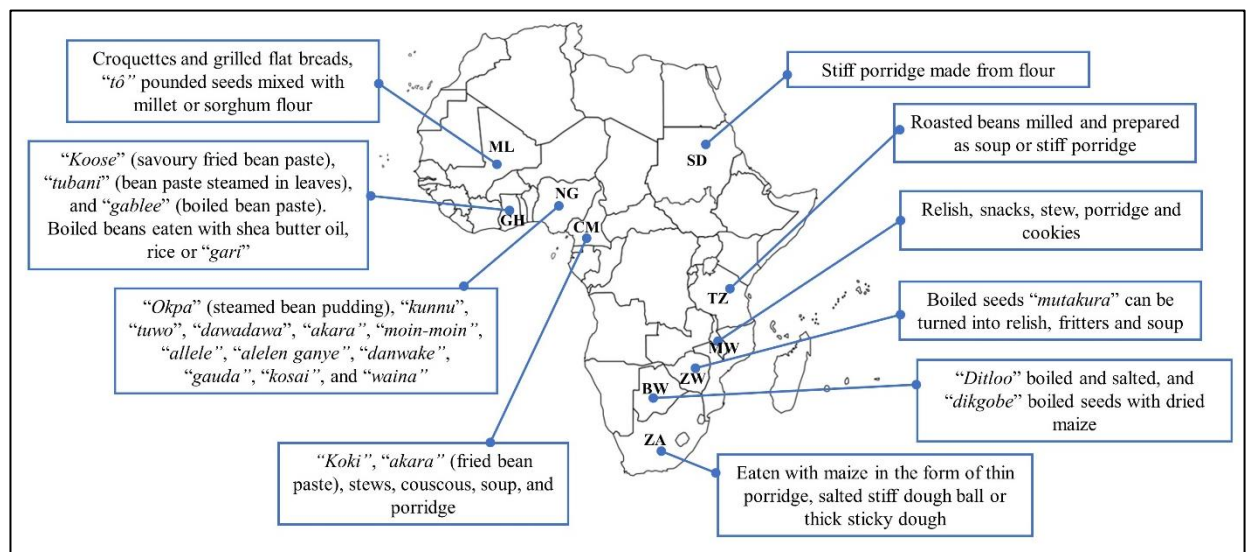 Croquettes and grilled flat breads,
“tô” pounded seeds mixed with
millet or sorghum flour
Stiff porridge made from flour
Roasted beans milled and prepared
as soup or stiff porridge
“Koose” (savoury fried bean paste),
“tubani” (bean paste steamed in leaves),
and “gablee” (boiled bean paste).
Boiled beans eaten with shea butter oil,
rice or “gari”
ML
SD
NG
GH
CM
Relish, snacks, stew, porridge and
cookies
TZ
“Okpa” (steamed bean pudding), “kunnu”,
“tuwo”, “dawadawa”, “akara”, “moin-moin”,
“allele”, “alelen ganye”, “danwake”,
“gauda”, “kosai”, and “waina”
Boiled seeds “mutakura” can be
turned into relish, fritters and soup
MW
ZW
BW
“Ditloo” boiled and salted, and
“dikgobe” boiled seeds with dried
maize
ZA
“Koki”, “akara” (fried bean
paste), stews, couscous, soup, and
porridge
Eaten with maize in the form of thin
porridge, salted stiff dough ball or
thick sticky dough